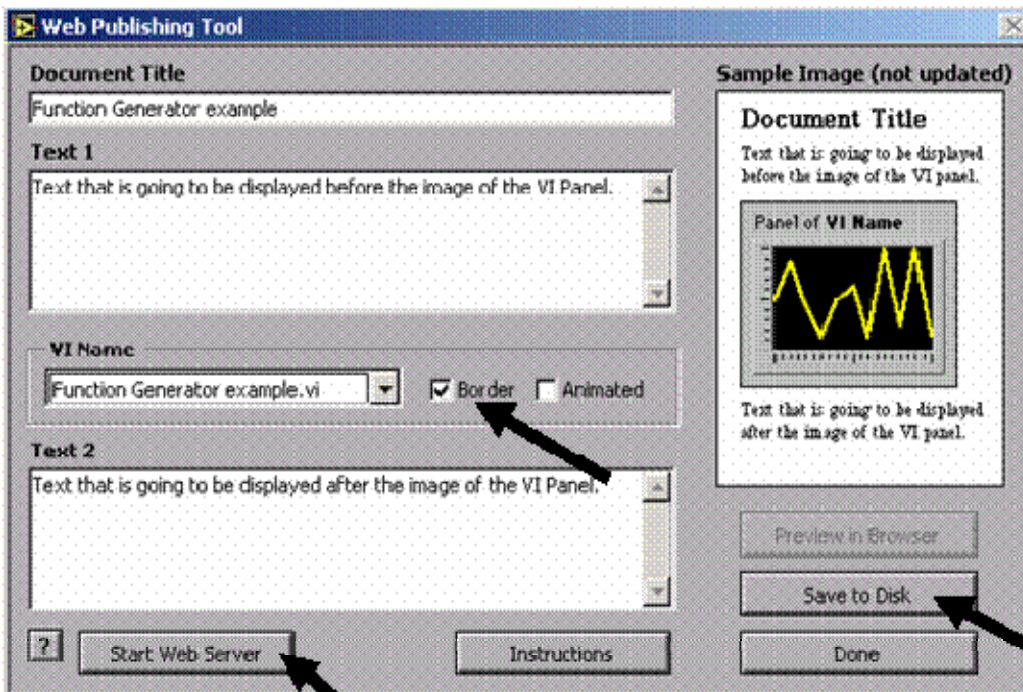 Web Publishing Tool
Document Title
Function Generator example
Text 1
Text that is going to be displayed before the image of the VI Panel.
VI Name
Function Generator example.vi
Border
Animated
Text 2
Text that is going to be displayed after the image of the VI Panel.
?
Start Web Server
Instructions
Sample Image (not updated)
Document Title
Text that is going to be displayed
before the image of the VI panel.
Panel of VI Name
Text that is going to be displayed
after the image of the VI panel.
Preview in Browser
Save to Disk
Done